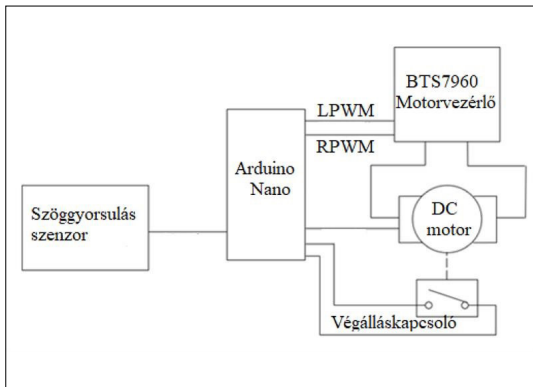 BTS7960
Motorvezérlő
LPWM
RPWM
Arduino
Nano
Szöggyorsulás
szenzor
DC
motor
Végálláskapcsoló